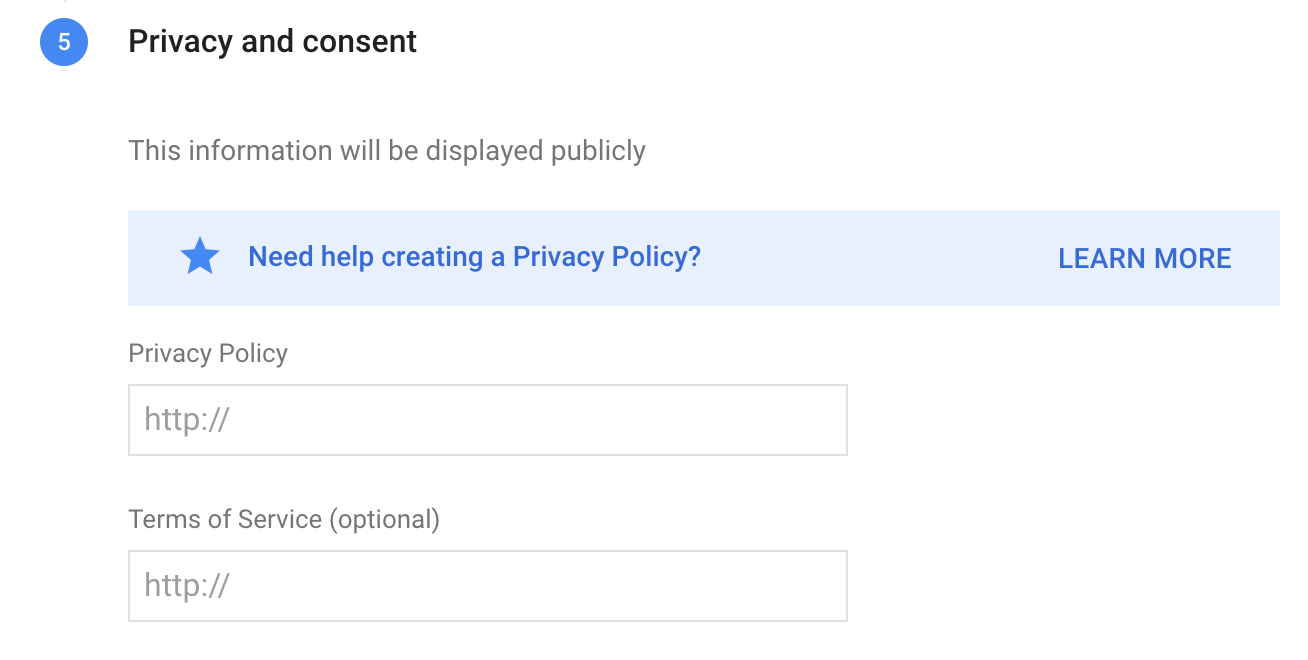 5 Privacy and consent
This information will be displayed publicly
Need help creating a Privacy Policy? LEARN MORE
Privacy Policy
http://
Terms of Service (optional)
http://